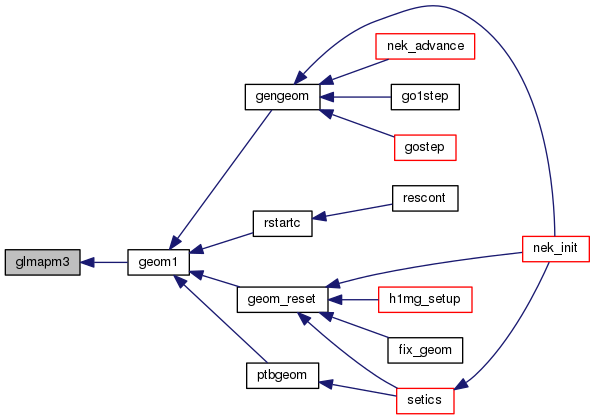 nek_advance
gengeom
go1step
gostep
rescont
rstartc
nek_init
glmapm3
geom1
geom_reset
h1mg_setup
fix_geom
ptbgeom
setics